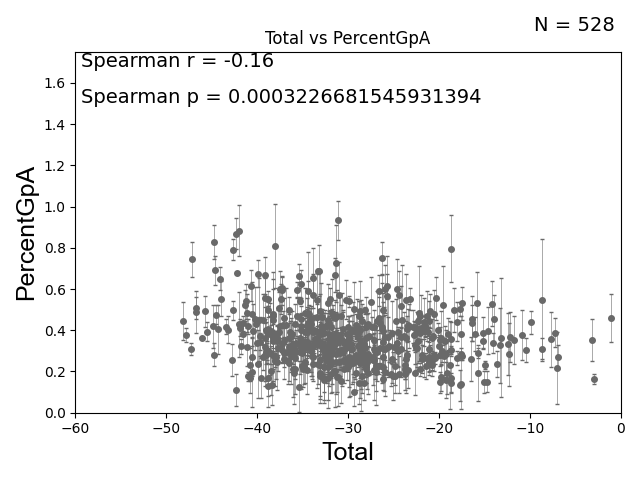 N = 528
Total vs PercentGpA
Spearman r = -0.16
Spearman p = 0.0003226681545931394
PercentGpA
1.6
1.4
1.2
1.0
0.8
0.6
0.4
0.2
0.0
−60 −50 −40 −30 −20 −10 0
Total